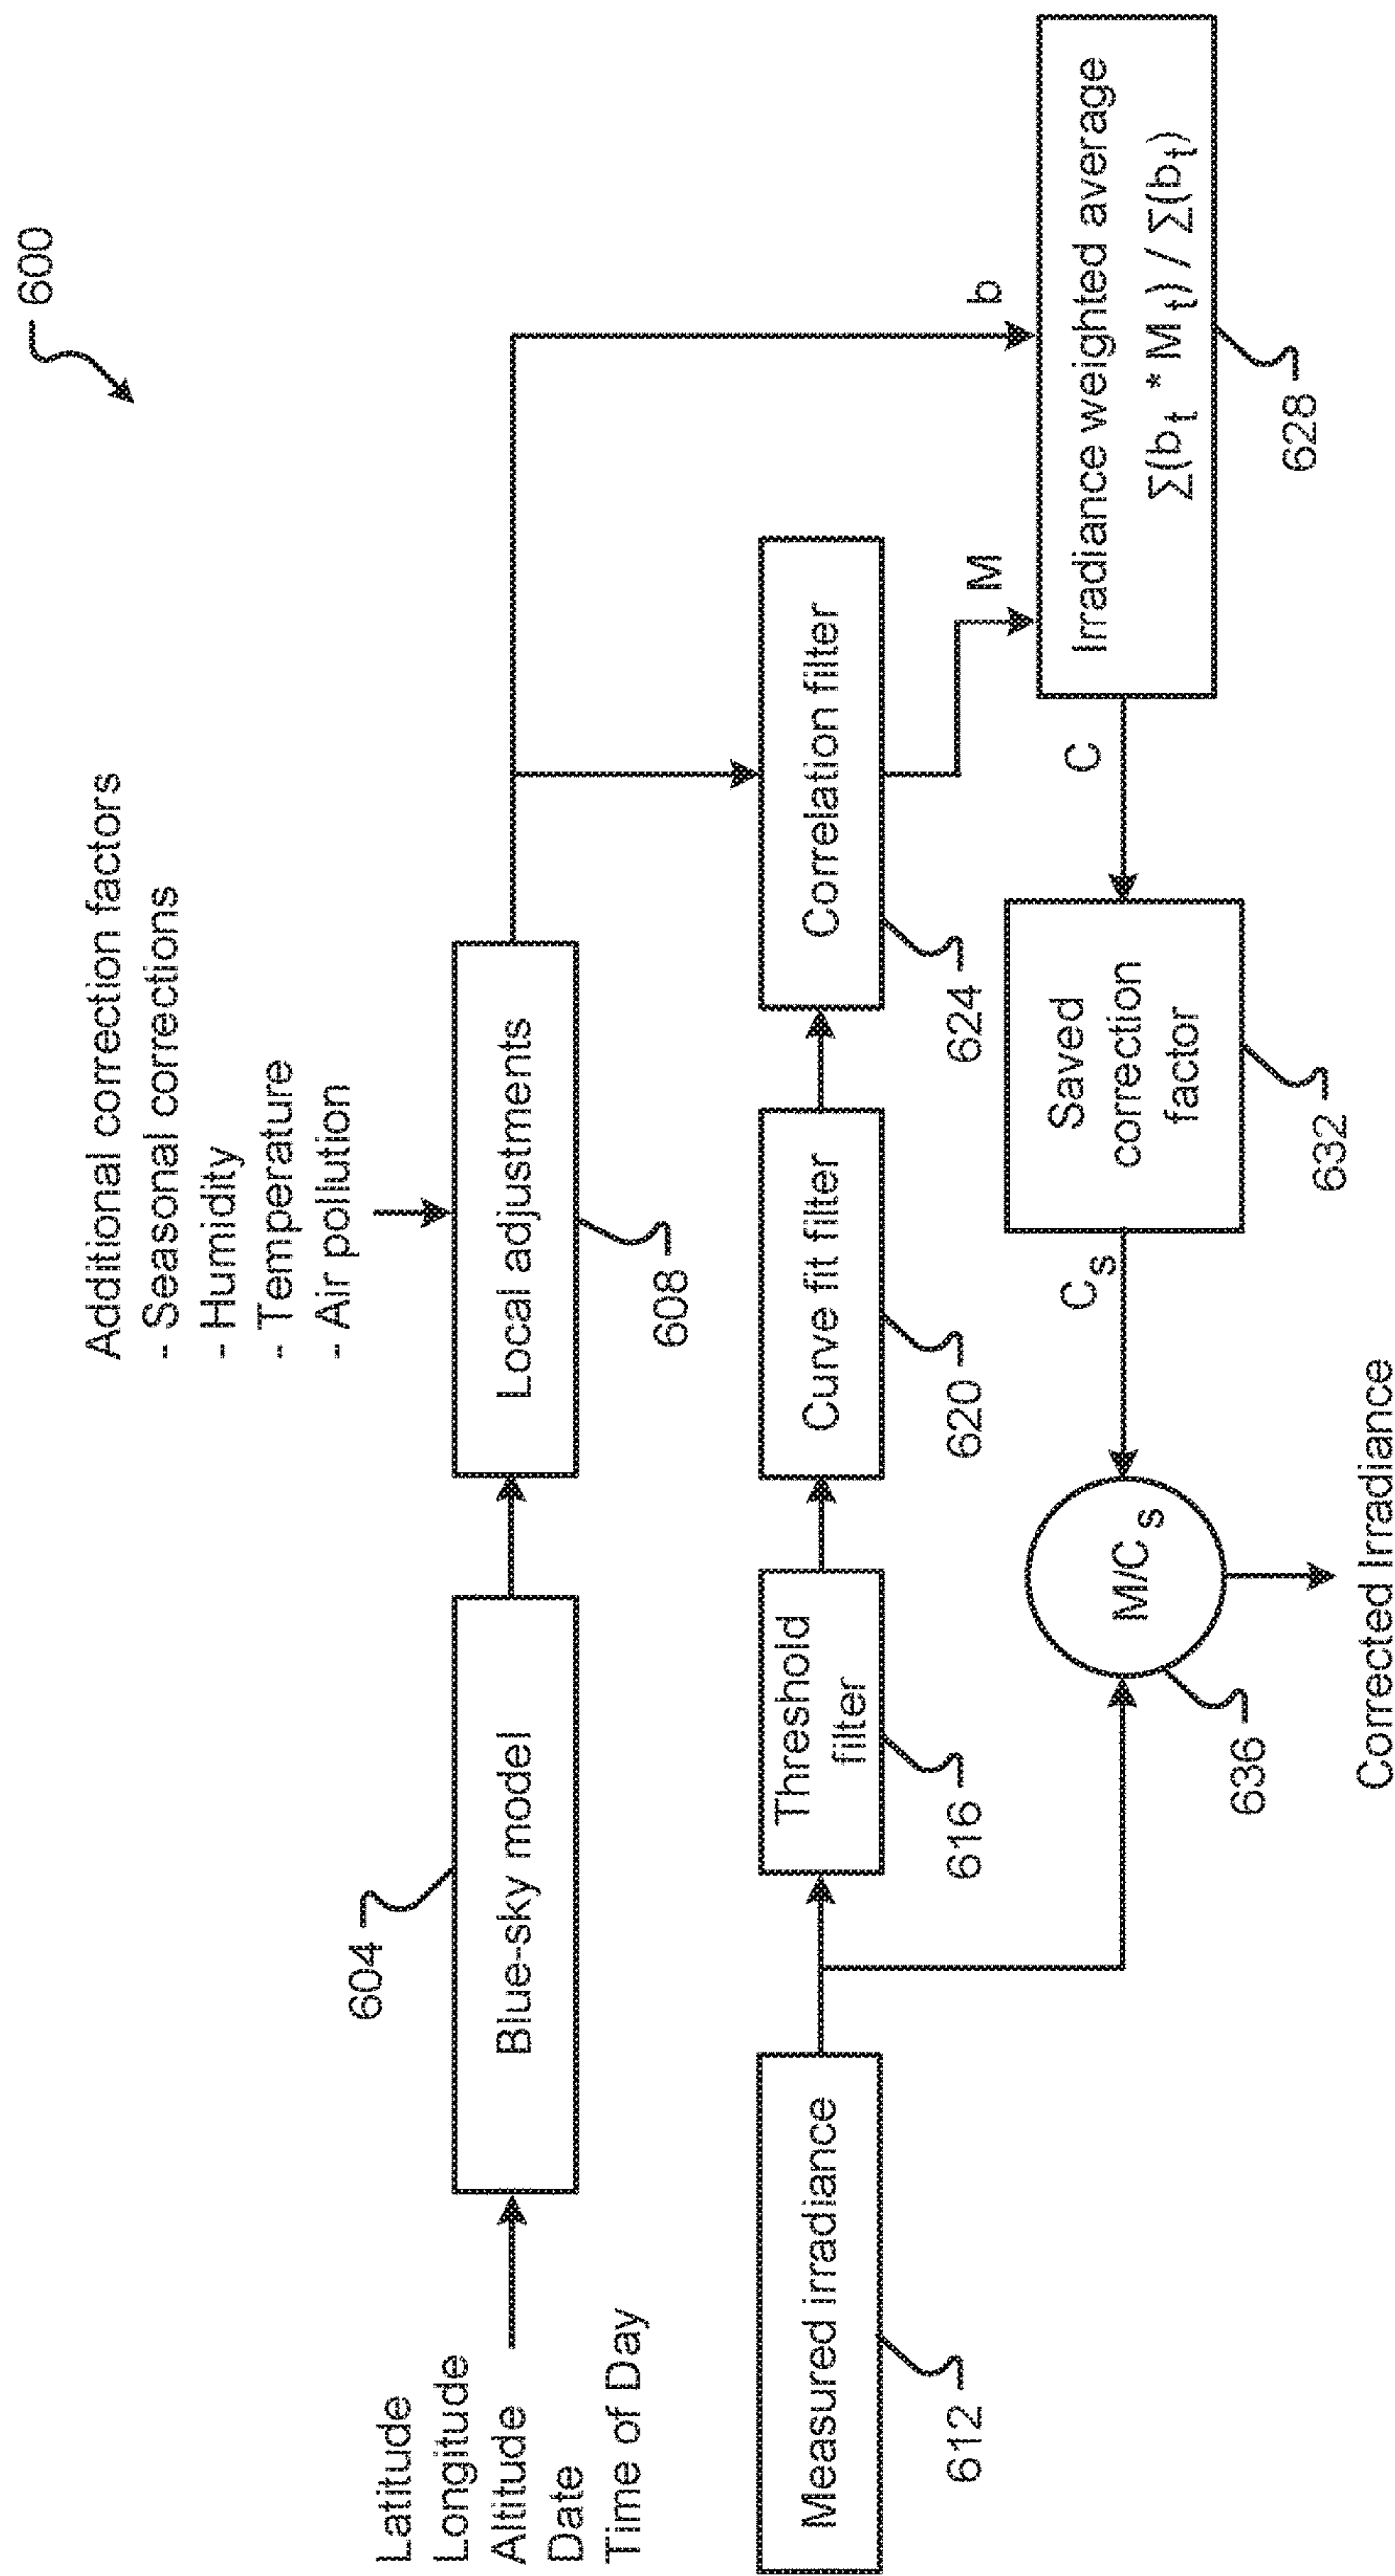 600
Additional correction factors
- Seasonal corrections
- Humidity
- Temperature
- Air pollution
Latitude
Longitude
Altitude
Date
Time of Day
604
Blue-sky model
Local adjustments
608
Measured irradiance
612
Threshold
filter
616
Curve fit filter
620
Correlation filter
624
M
b
Irradiance weighted average
Σ(b t * M t) / Σ(b t)
628
C
Saved
correction
factor
632
C s
M/C s
636
Corrected Irradiance